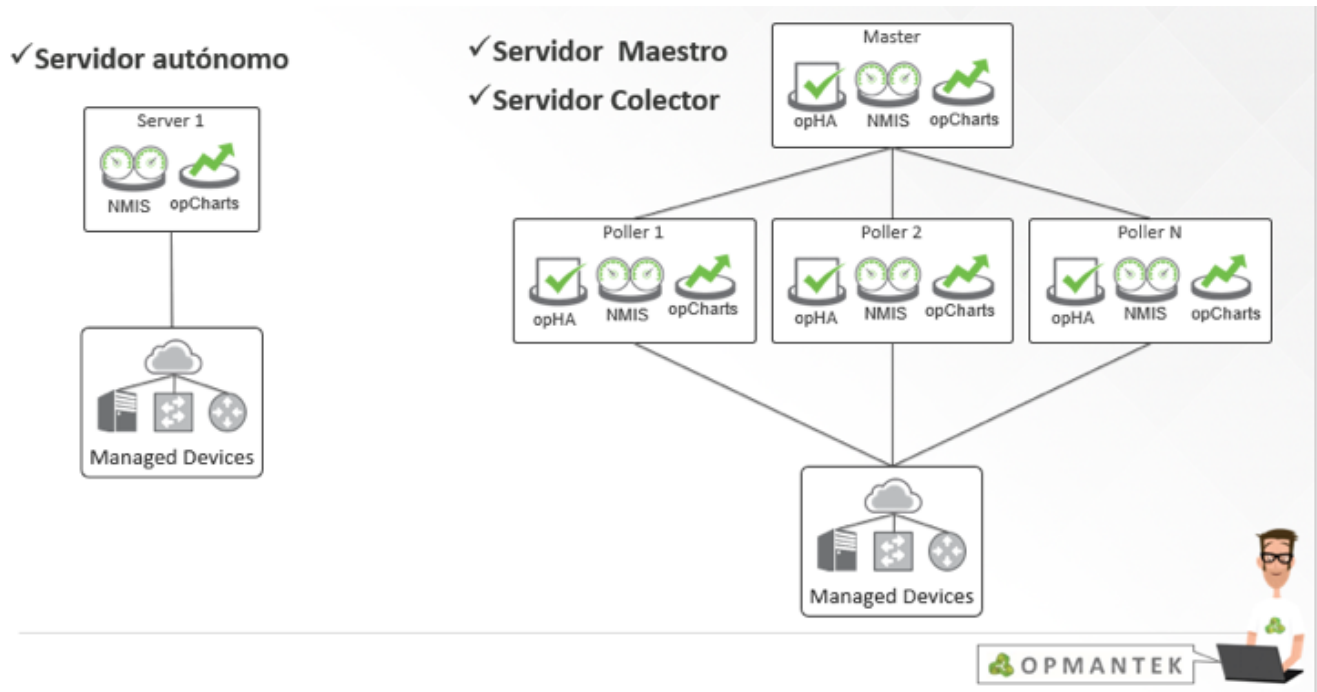 ✓Servidor autónomo
Server 1
NMIS opCharts
Managed Devices
✓Servidor Maestro
✓Servidor Colector
Master
opHA NMIS opCharts
Poller 1
opHA NMIS opCharts
Poller 2
opHA NMIS opCharts
Poller N
opHA NMIS opCharts
Managed Devices
OPMANTEK